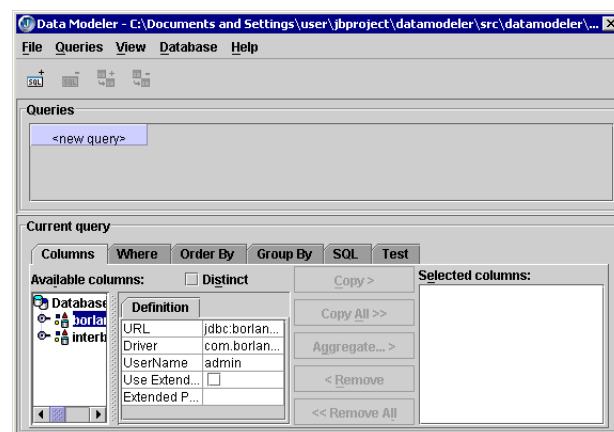 Data Modeler - C:\Documents and Settings\user\jbproject\datamodeler\src\datamodeler\...
File Queries View Database Help
SQL SQL
Queries
<new query>
Current query
Columns Where Order By Group By SQL Test
Available columns: Distinct Copy > Selected columns:
Database Definition
borlan URL jdbc:borlan... Copy All >>
interb Driver com.borlan... Aggregate... >
UserName admin
Use Extend... < Remove
Extended P...
<< Remove All